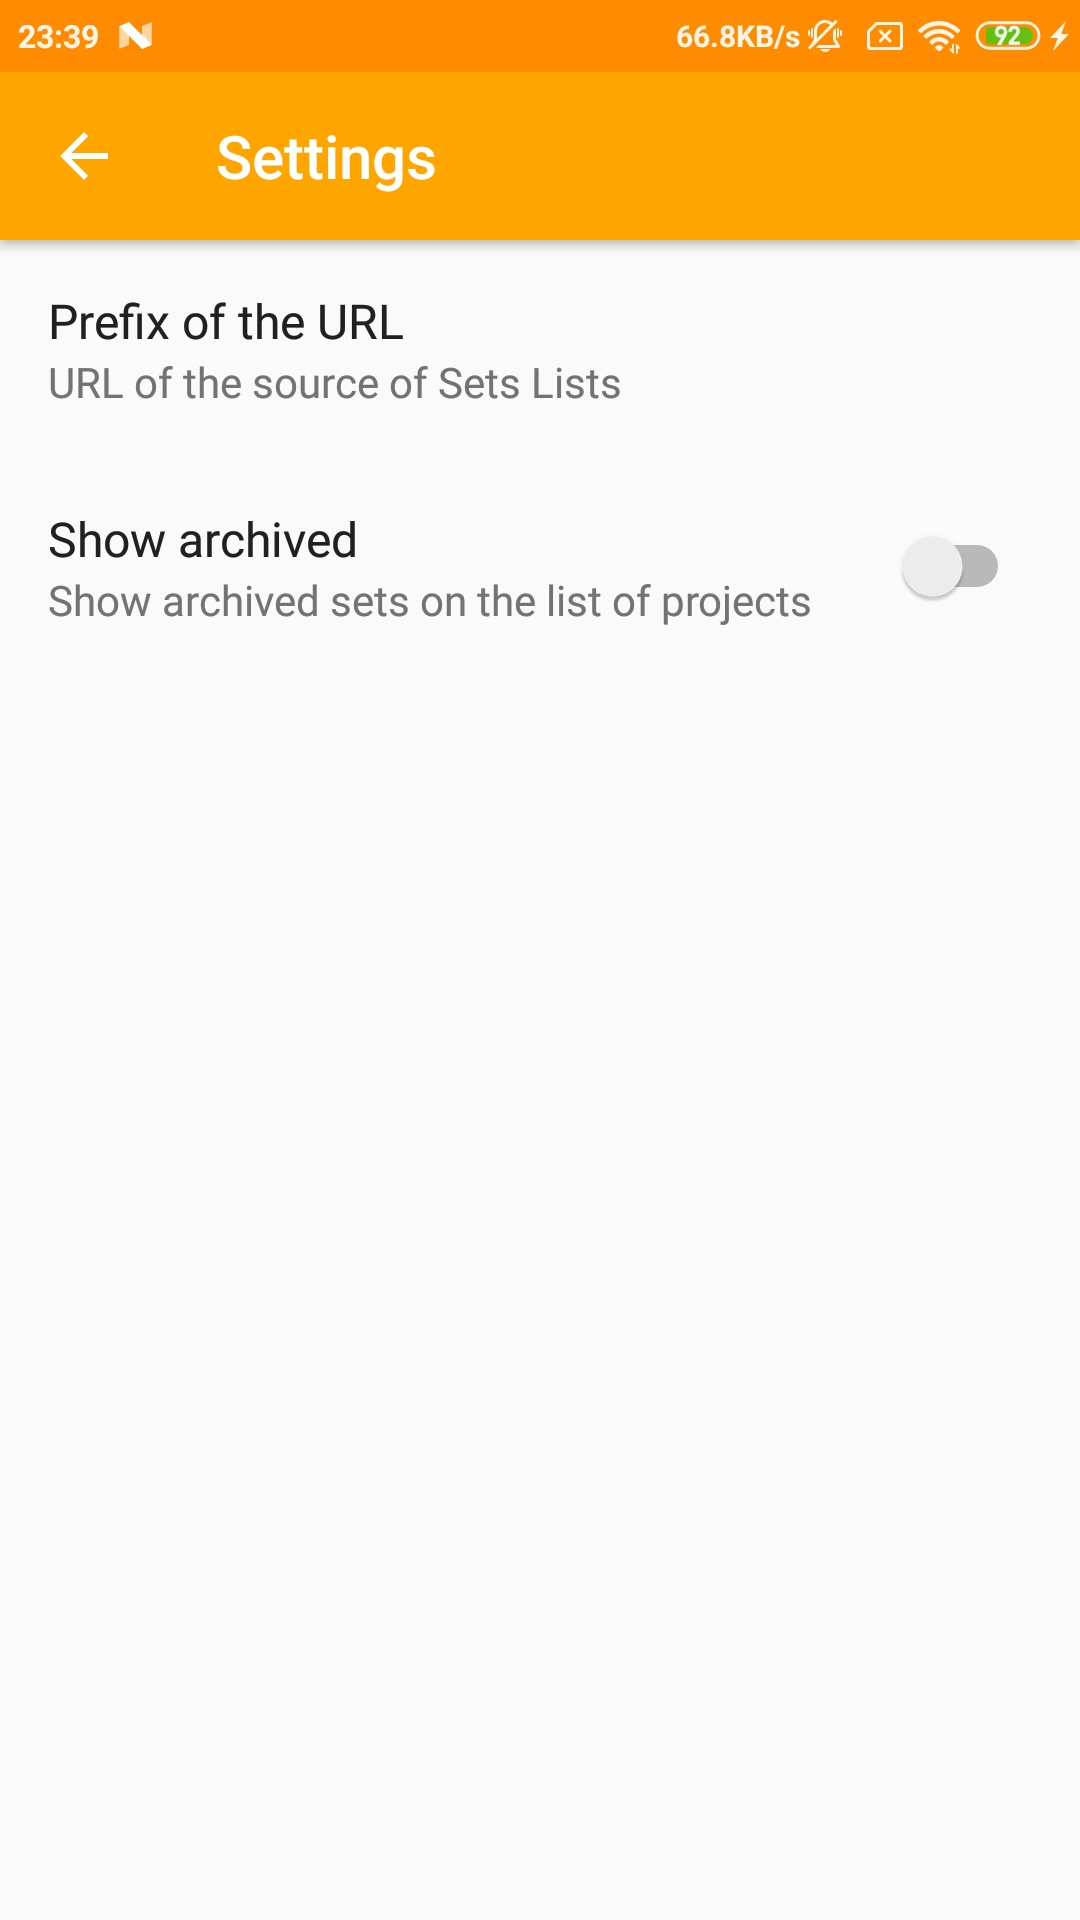 23:39 66.8KB/s 92
Settings
Prefix of the URL
URL of the source of Sets Lists
Show archived
Show archived sets on the list of projects